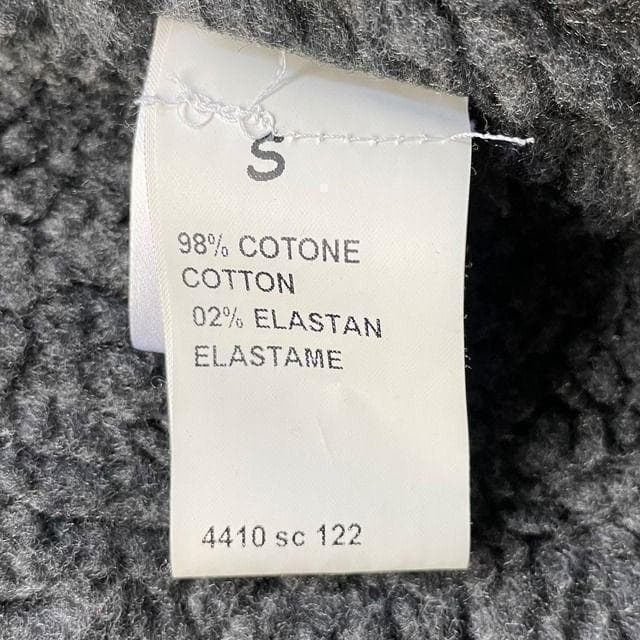 S
98% COTONE
COTTON
02% ELASTAN
ELASTAME
4410 sc 122